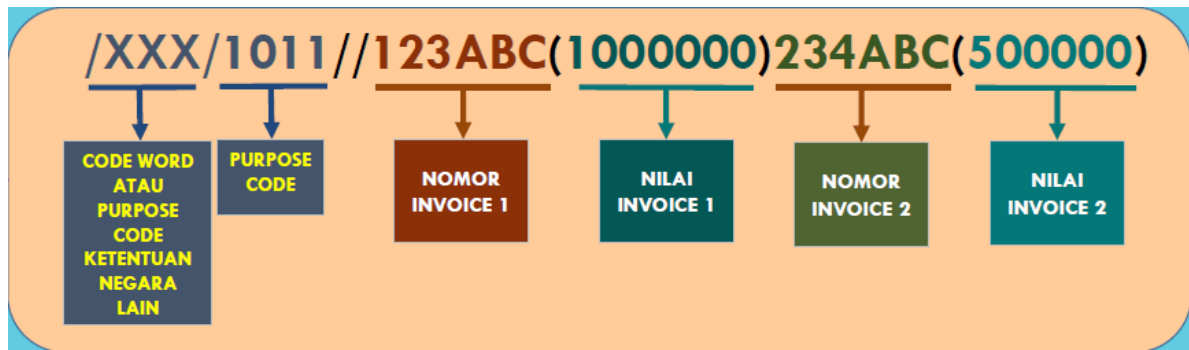 /XXX/1011//123ABC(1000000)234ABC(500000)
CODE WORD
ATAU
PURPOSE
CODE
KETENTUAN
NEGARA
LAIN
PURPOSE
CODE
NOMOR
INVOICE 1
NILAI
INVOICE 1
NOMOR
INVOICE 2
NILAI
INVOICE 2